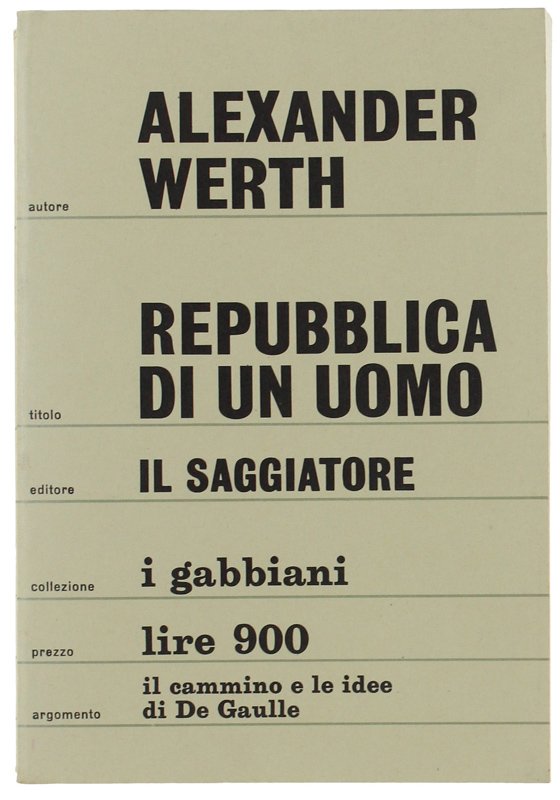 ALEXANDER
WERTH
autore
REPUBBLICA
DI UN UOMO
titolo
IL SAGGIATORE
editore
i gabbiani
collezione
lire 900
prezzo
il cammino e le idee
di De Gaulle
argomento